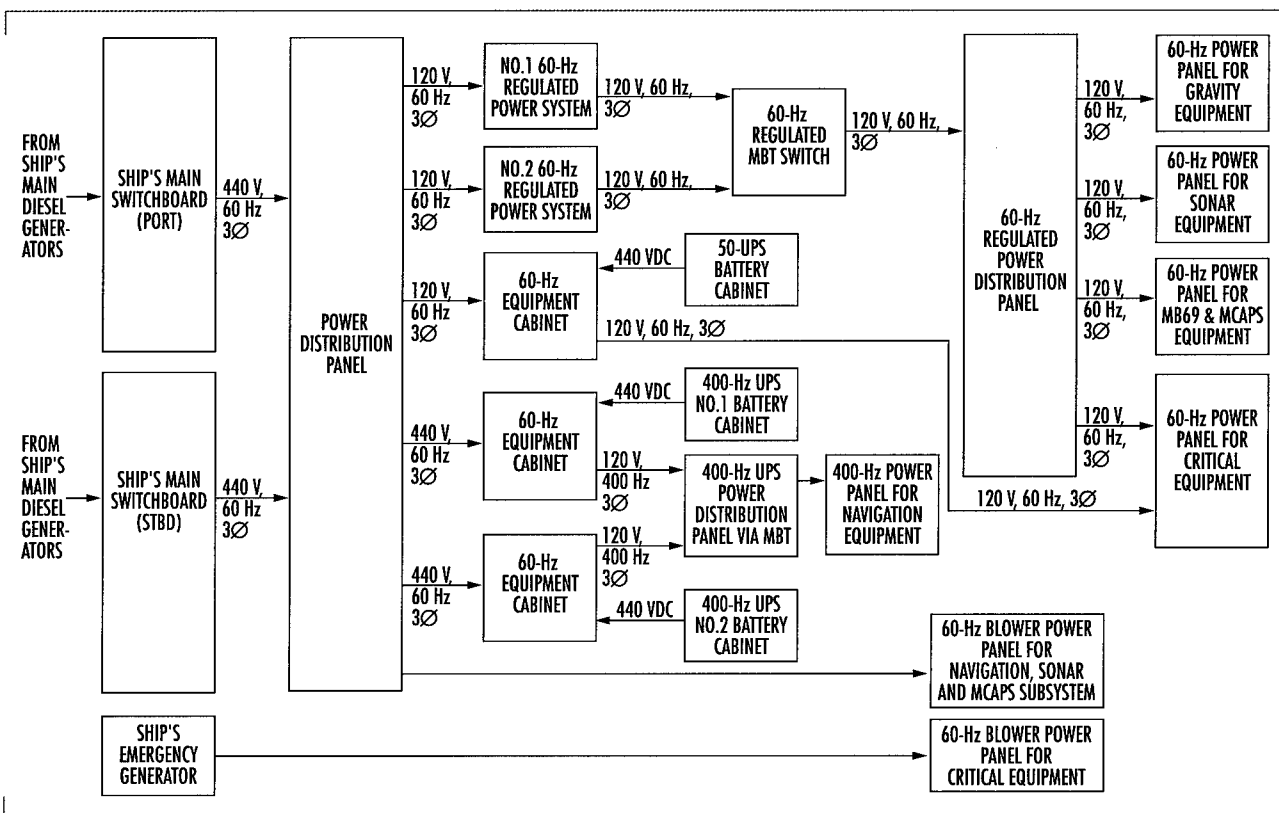 FROM
SHIP'S
MAIN
DIESEL
GENER-
ATORS
SHIP'S MAIN
SWITCHBOARD
(PORT)
440 V,
60 Hz
3Ø
FROM
SHIP'S
MAIN
DIESEL
GENER-
ATORS
SHIP'S MAIN
SWITCHBOARD
(STBD)
440 V,
60 Hz
3Ø
SHIP'S
EMERGENCY
GENERATOR
POWER
DISTRIBUTION
PANEL
120 V,
60 Hz
3Ø
NO.1 60-Hz
REGULATED
POWER SYSTEM
120 V, 60 Hz,
3Ø
120 V,
60 Hz
3Ø
NO.2 60-Hz
REGULATED
POWER SYSTEM
120 V, 60 Hz,
3Ø
60-Hz
REGULATED
MBT SWITCH
120 V, 60 Hz,
3Ø
120 V,
60 Hz
3Ø
60-Hz
EQUIPMENT
CABINET
440 VDC
50-UPS
BATTERY
CABINET
120 V, 60 Hz, 3Ø
440 V,
60 Hz
3Ø
60-Hz
EQUIPMENT
CABINET
440 VDC
400-Hz UPS
NO.1 BATTERY
CABINET
120 V,
400 Hz
3Ø
400-Hz UPS
POWER
DISTRIBUTION
PANEL VIA MBT
400-Hz POWER
PANEL FOR
NAVIGATION
EQUIPMENT
440 V,
60 Hz
3Ø
60-Hz
EQUIPMENT
CABINET
120 V,
400 Hz
3Ø
440 VDC
400-Hz UPS
NO.2 BATTERY
CABINET
60-Hz
REGULATED
POWER
DISTRIBUTION
PANEL
120 V,
60 Hz,
3Ø
60-Hz POWER
PANEL FOR
GRAVITY
EQUIPMENT
120 V,
60 Hz,
3Ø
60-Hz POWER
PANEL FOR
SONAR
EQUIPMENT
120 V,
60 Hz,
3Ø
60-Hz POWER
PANEL FOR
MB69 & MCAPS
EQUIPMENT
120 V,
60 Hz,
3Ø
60-Hz POWER
PANEL FOR
CRITICAL
EQUIPMENT
120 V, 60 Hz, 3Ø
60-Hz BLOWER POWER
PANEL FOR
NAVIGATION, SONAR
AND MCAPS SUBSYSTEM
60-Hz BLOWER POWER
PANEL FOR
CRITICAL EQUIPMENT